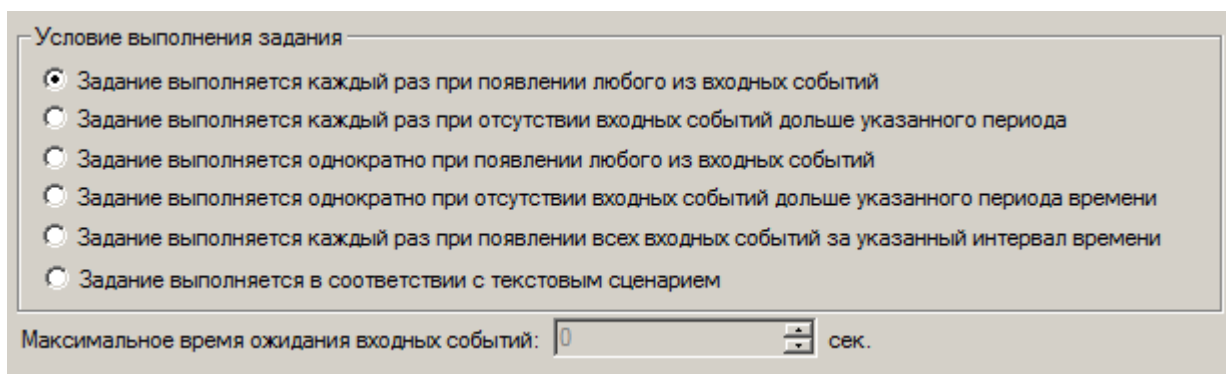 Условие выполнения задания
Задание выполняется каждый раз при появлении любого из входных событий
Задание выполняется каждый раз при отсутствии входных событий дольше указанного периода
Задание выполняется однократно при появлении любого из входных событий
Задание выполняется однократно при отсутствии входных событий дольше указанного периода времени
Задание выполняется каждый раз при появлении всех входных событий за указанный интервал времени
Задание выполняется в соответствии с текстовым сценарием
Максимальное время ожидания входных событий: 0 сек.